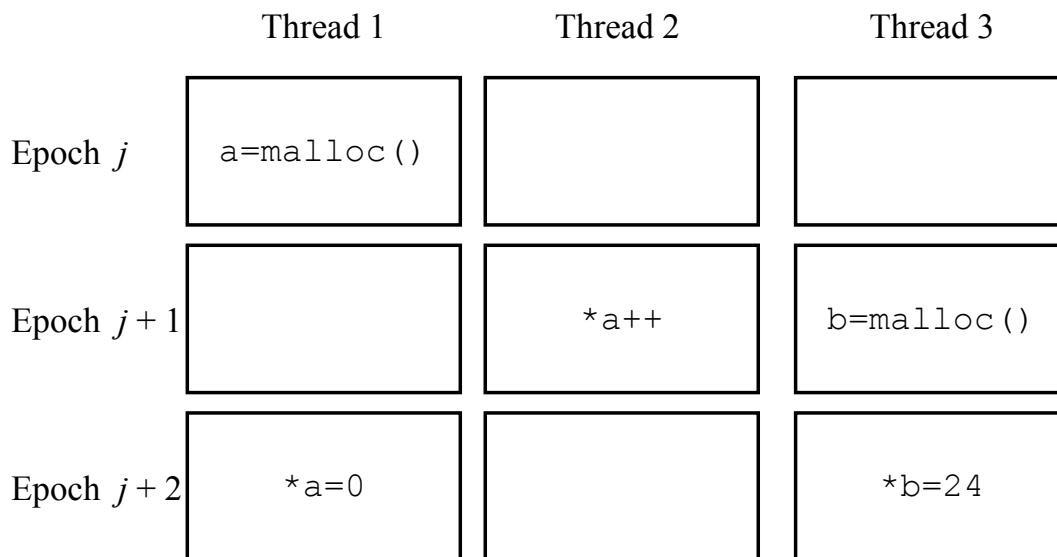 Thread 1 Thread 2 Thread 3
Epoch j a=malloc()
Epoch j + 1 *a++ b=malloc()
Epoch j + 2 *a=0 *b=24